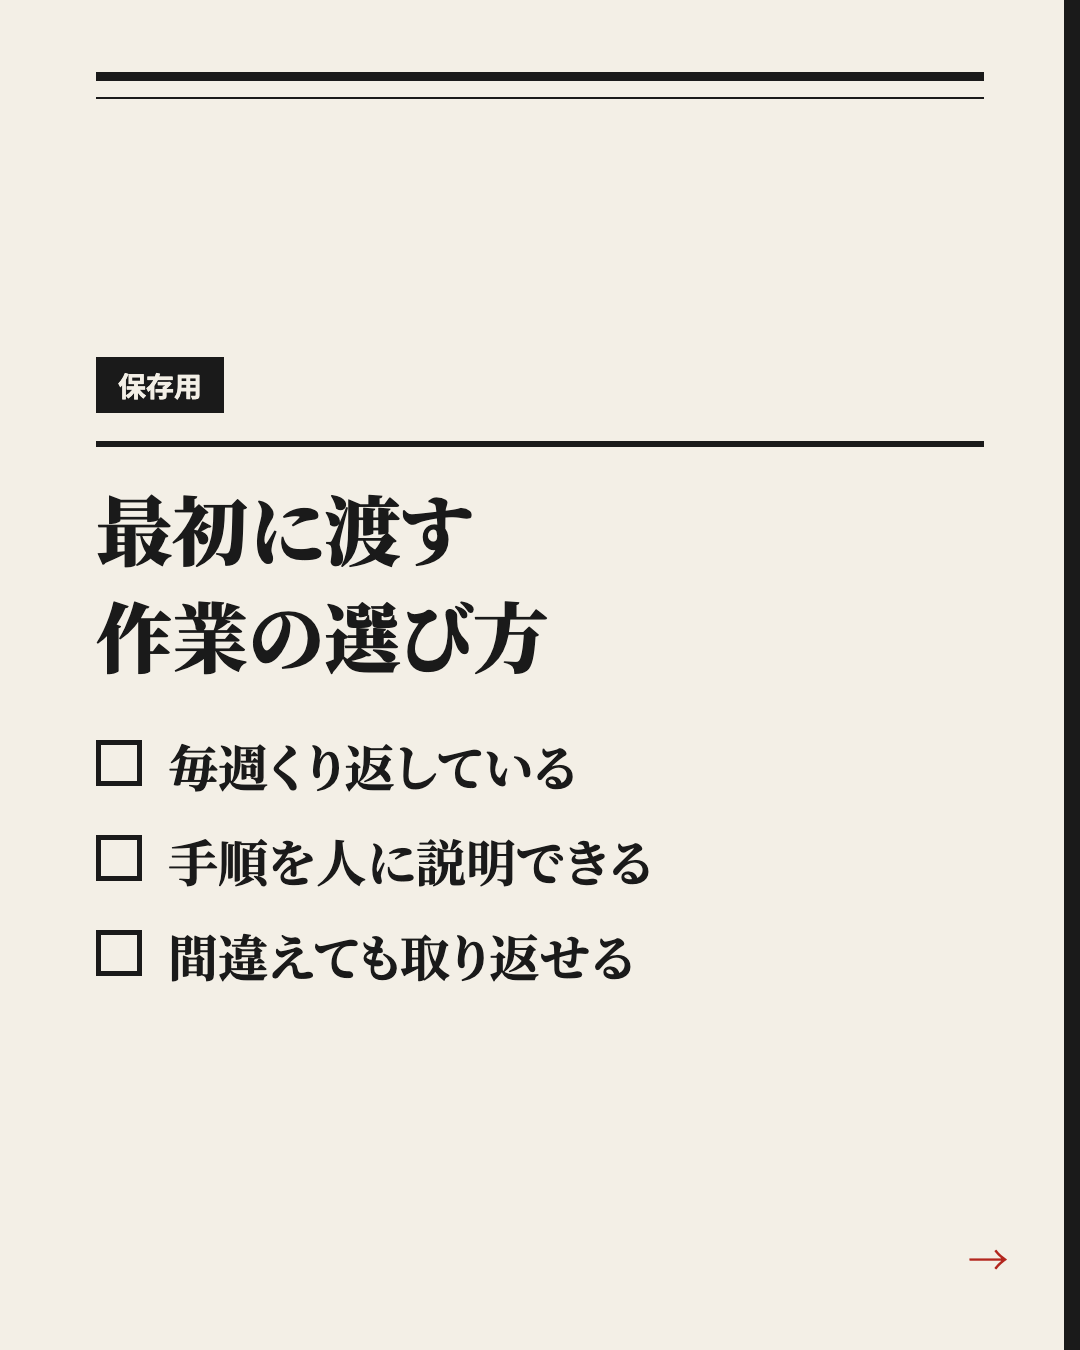 保存用
最初に渡す
作業の選び方
毎週くり返している
手順を人に説明できる
間違えても取り返せる
→